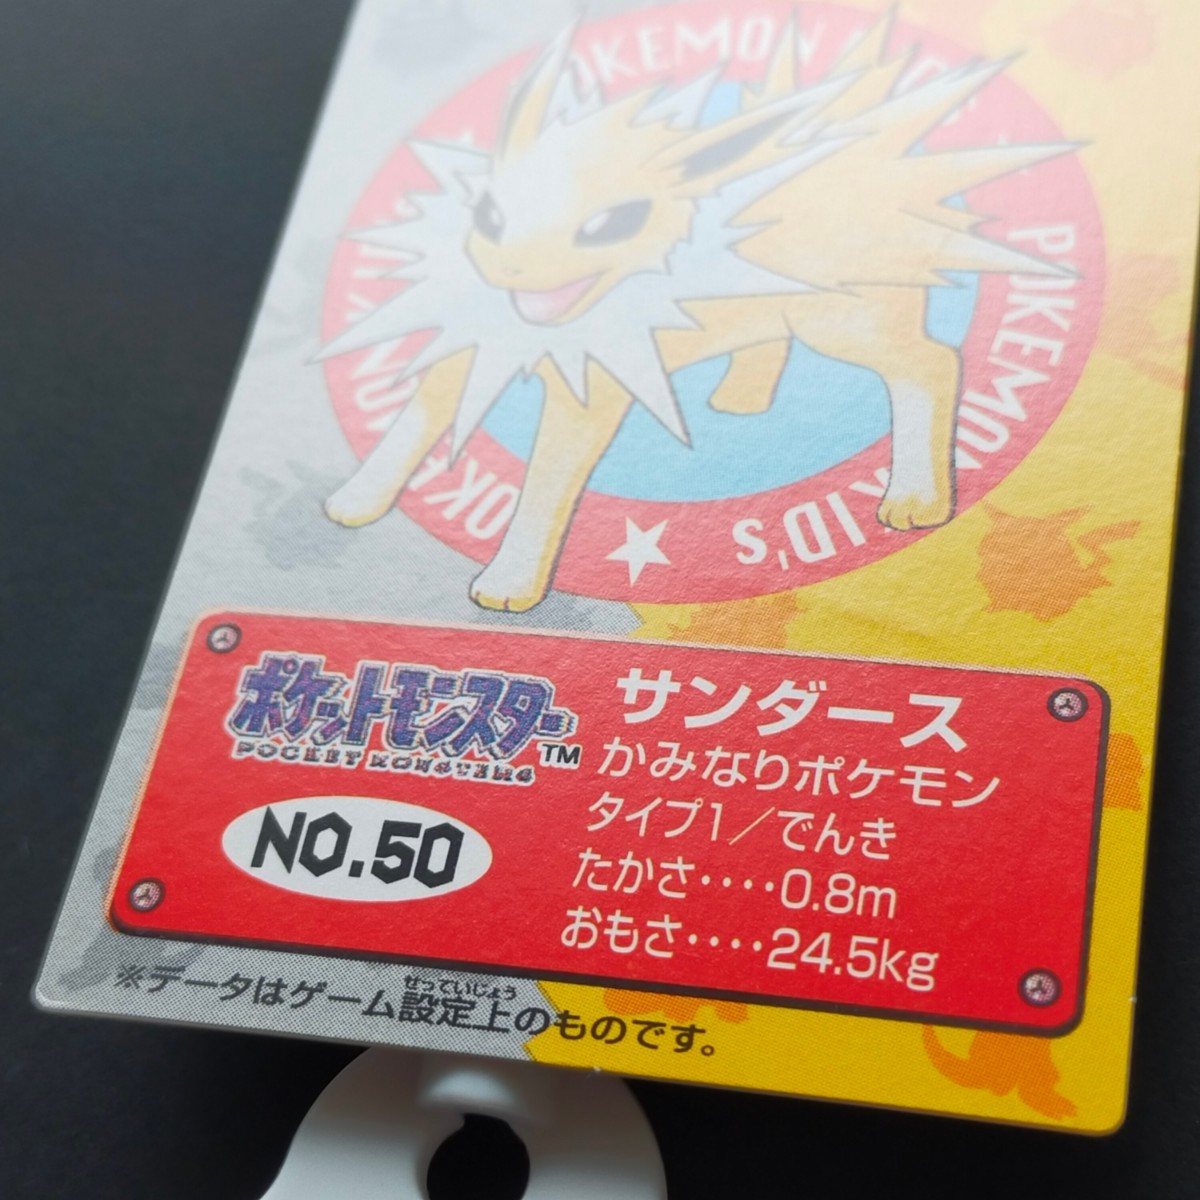 POKEMON KIDS
POKEMON KID'S
ポケットモンスター
POCKET MONSTERS
TM
NO.50
サンダース
かみなりポケモン
タイプ1／でんき
たかさ‥‥0.8m
おもさ‥‥24.5kg
せっていじょう
※データはゲーム設定上のものです。